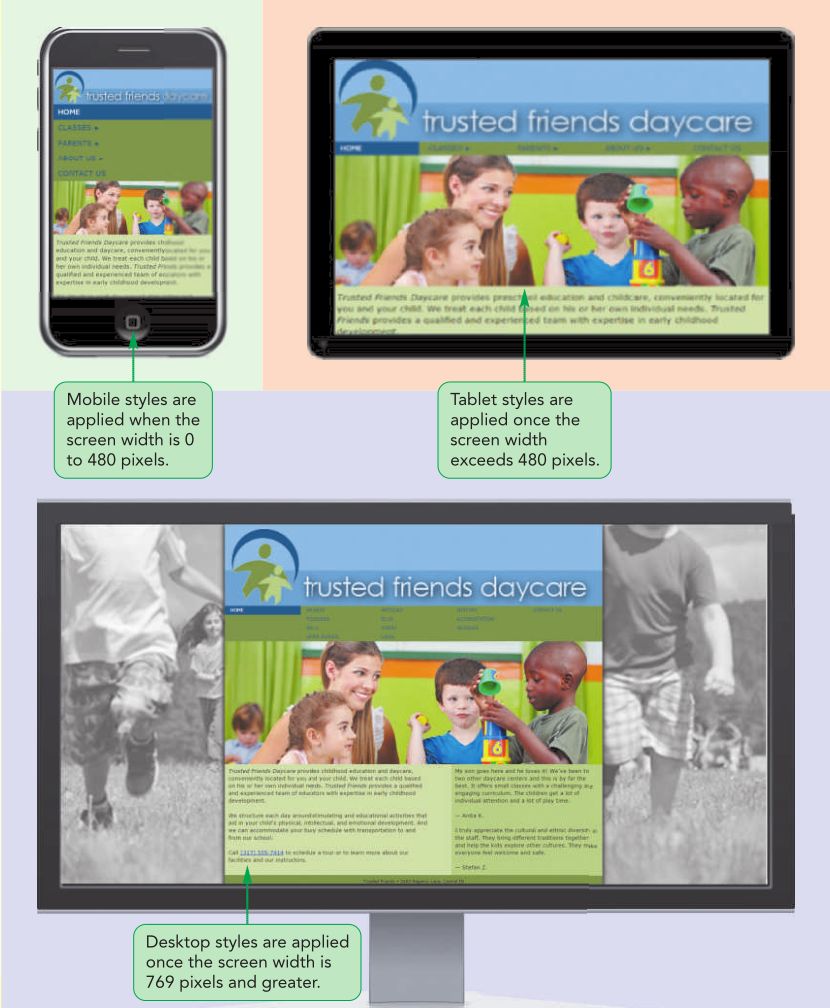 trusted friends daycare
HOME
CLASSES ▸
PARENTS ▸
ABOUT US ▸
CONTACT US
Trusted Friends Daycare provides childhood
education and daycare, conveniently located for you
and your child. We treat each child based on his or
her own individual needs. Trusted Friends provides a
qualified and experienced team of educators with
expertise in early childhood development.
trusted friends daycare
HOME CLASSES ▸ PARENTS ▸ ABOUT US ▸ CONTACT US
6
Trusted Friends Daycare provides preschool education and childcare, conveniently located for
you and your child. We treat each child based on his or her own individual needs. Trusted
Friends provides a qualified and experienced team with expertise in early childhood
development.
Mobile styles are
applied when the
screen width is 0
to 480 pixels.
Tablet styles are
applied once the
screen width
exceeds 480 pixels.
trusted friends daycare
HOME
6
Trusted Friends Daycare provides childhood education and daycare,
conveniently located for you and your child. We treat each child based
on his or her own individual needs. Trusted Friends provides a qualified
and experienced team of educators with expertise in early childhood
development.
We structure each day around stimulating and educational activities that
aid in your child's physical, intellectual, and emotional development. And
we can accommodate your busy schedule with transportation to and
from our school.
Call (317) 555-7414 to schedule a tour or to learn more about our
facilities and our instructors.
My son goes here and he loves it! We've been to
two other daycare centers and this is by far the
best. It offers small classes with a challenging and
engaging curriculum. The children get a lot of
individual attention and a lot of play time.
— Anita K.
I truly appreciate the cultural and ethnic diversity of
the staff. They bring different traditions together
and help the kids explore other cultures. They make
everyone feel welcome and safe.
— Stefan Z.
Desktop styles are applied
once the screen width is
769 pixels and greater.